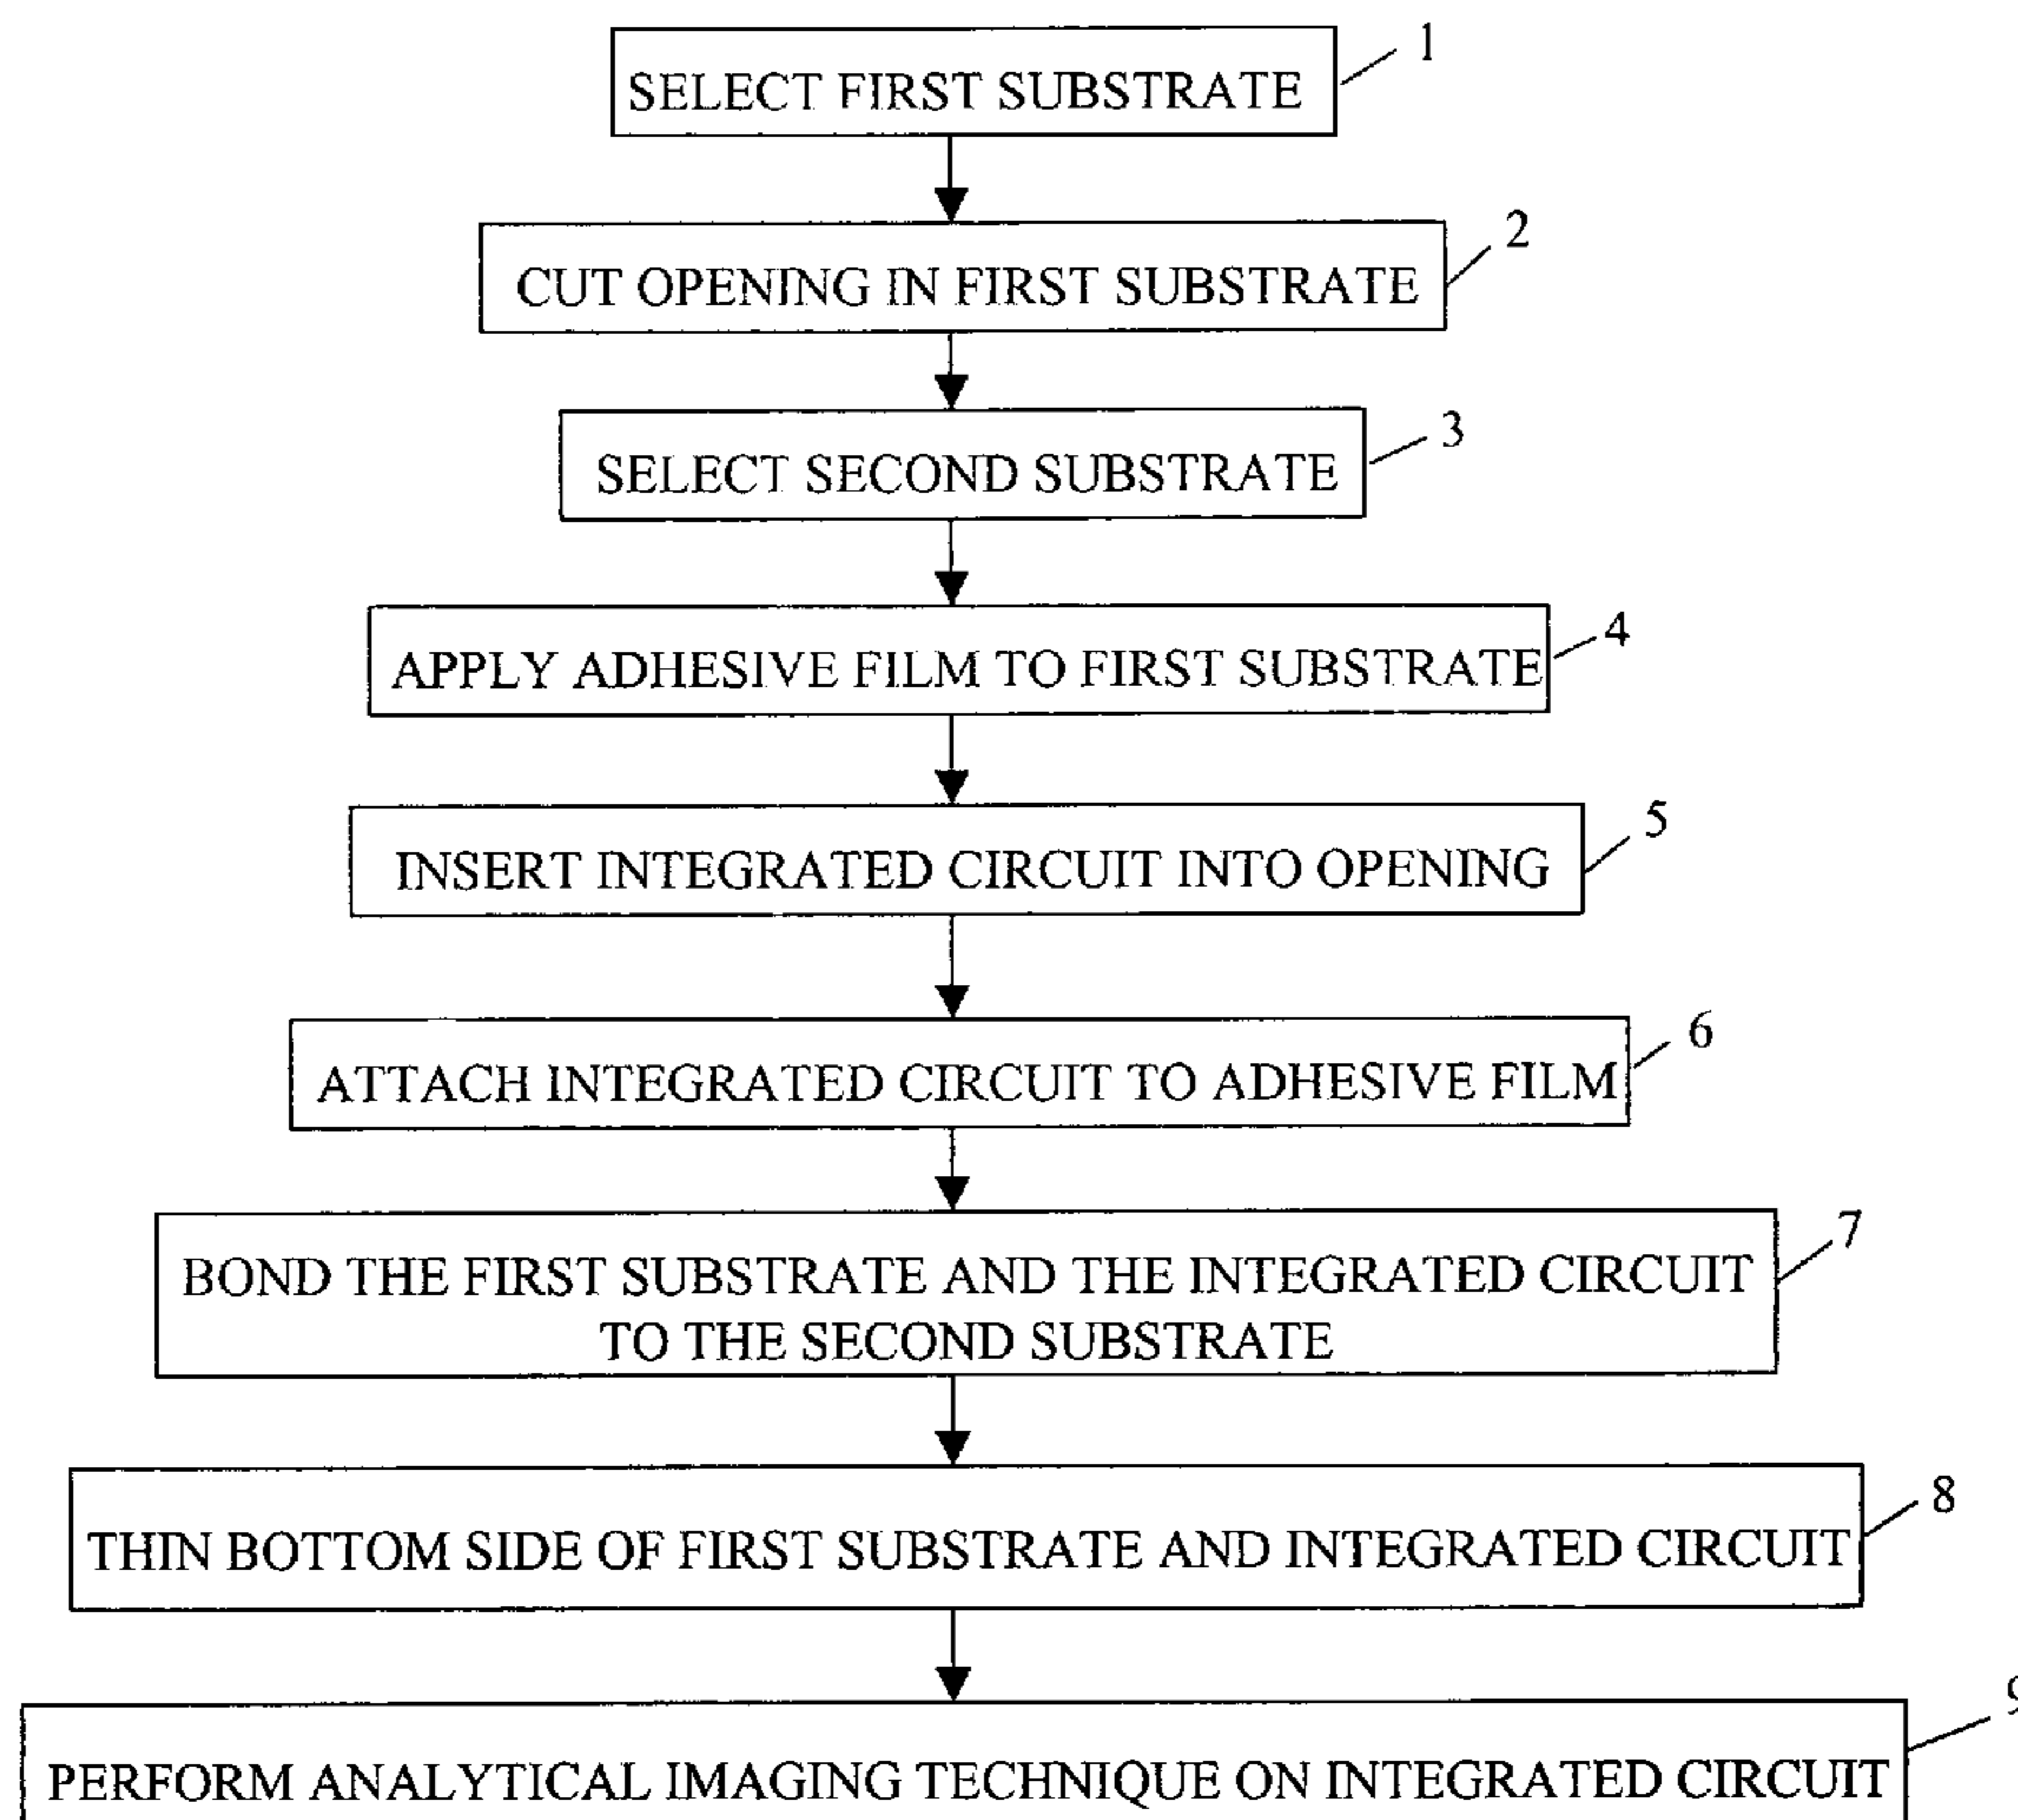 SELECT FIRST SUBSTRATE
1
CUT OPENING IN FIRST SUBSTRATE
2
SELECT SECOND SUBSTRATE
3
APPLY ADHESIVE FILM TO FIRST SUBSTRATE
4
INSERT INTEGRATED CIRCUIT INTO OPENING
5
ATTACH INTEGRATED CIRCUIT TO ADHESIVE FILM
6
BOND THE FIRST SUBSTRATE AND THE INTEGRATED CIRCUIT
TO THE SECOND SUBSTRATE
7
THIN BOTTOM SIDE OF FIRST SUBSTRATE AND INTEGRATED CIRCUIT
8
PERFORM ANALYTICAL IMAGING TECHNIQUE ON INTEGRATED CIRCUIT
9